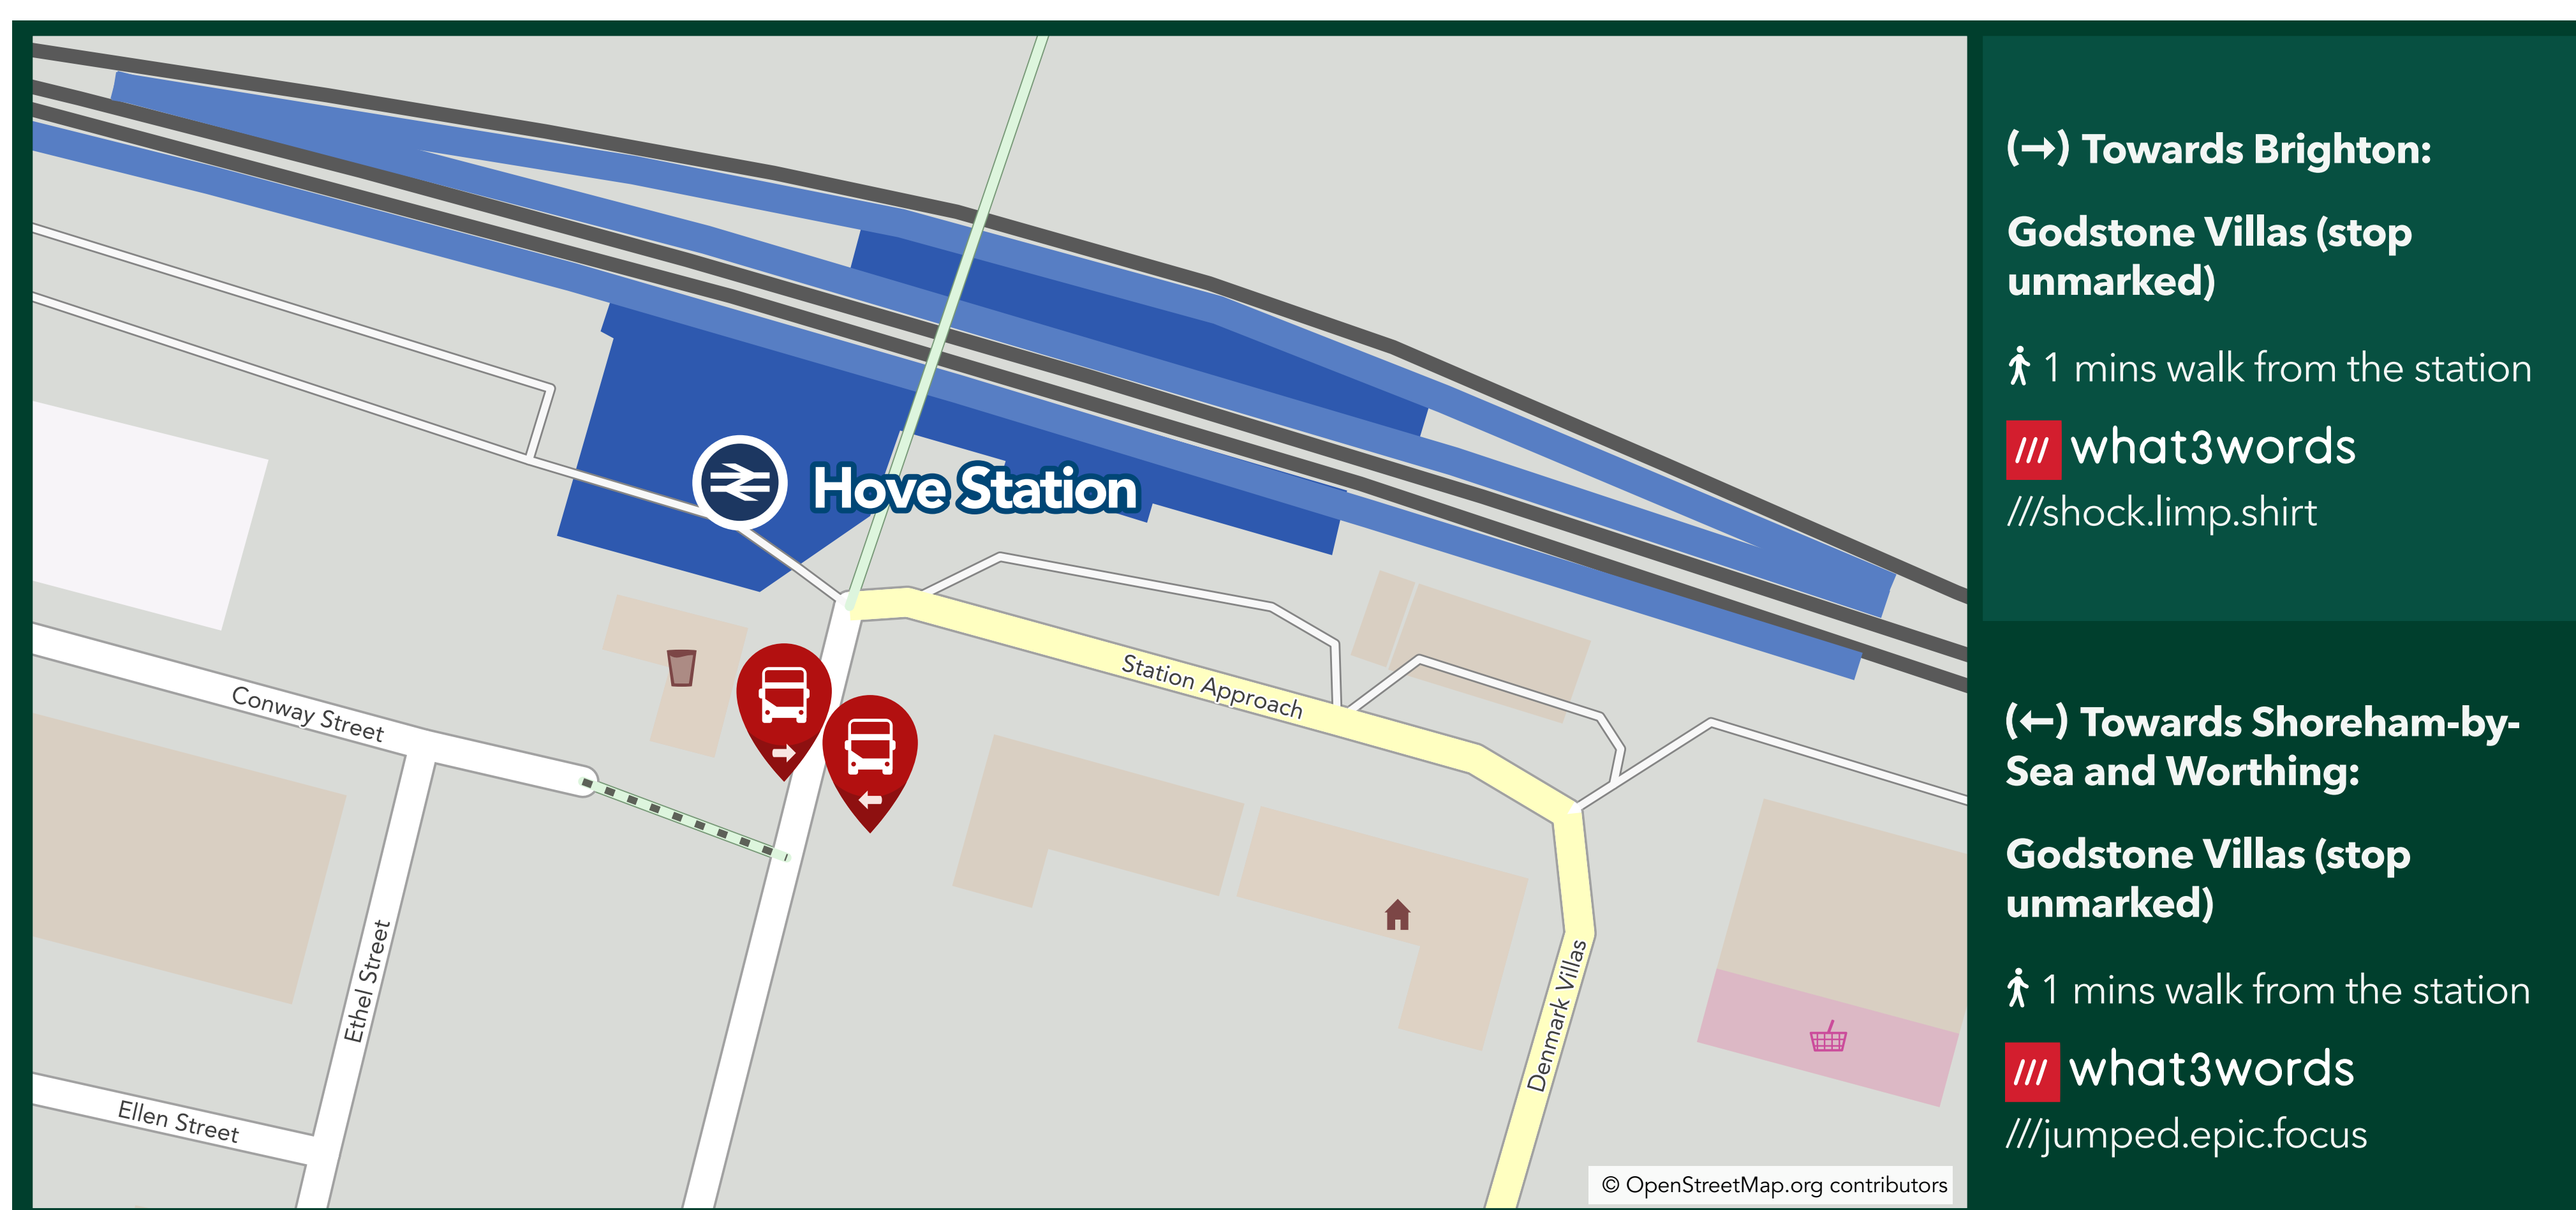 Hove Station
Station Approach
Conway Street
Ethel Street
Denmark Villas
Ellen Street
© OpenStreetMap.org contributors
(→) Towards Brighton:
Godstone Villas (stop
unmarked)
1 mins walk from the station
/// what3words
///shock.limp.shirt
(←) Towards Shoreham-by-
Sea and Worthing:
Godstone Villas (stop
unmarked)
1 mins walk from the station
/// what3words
///jumped.epic.focus